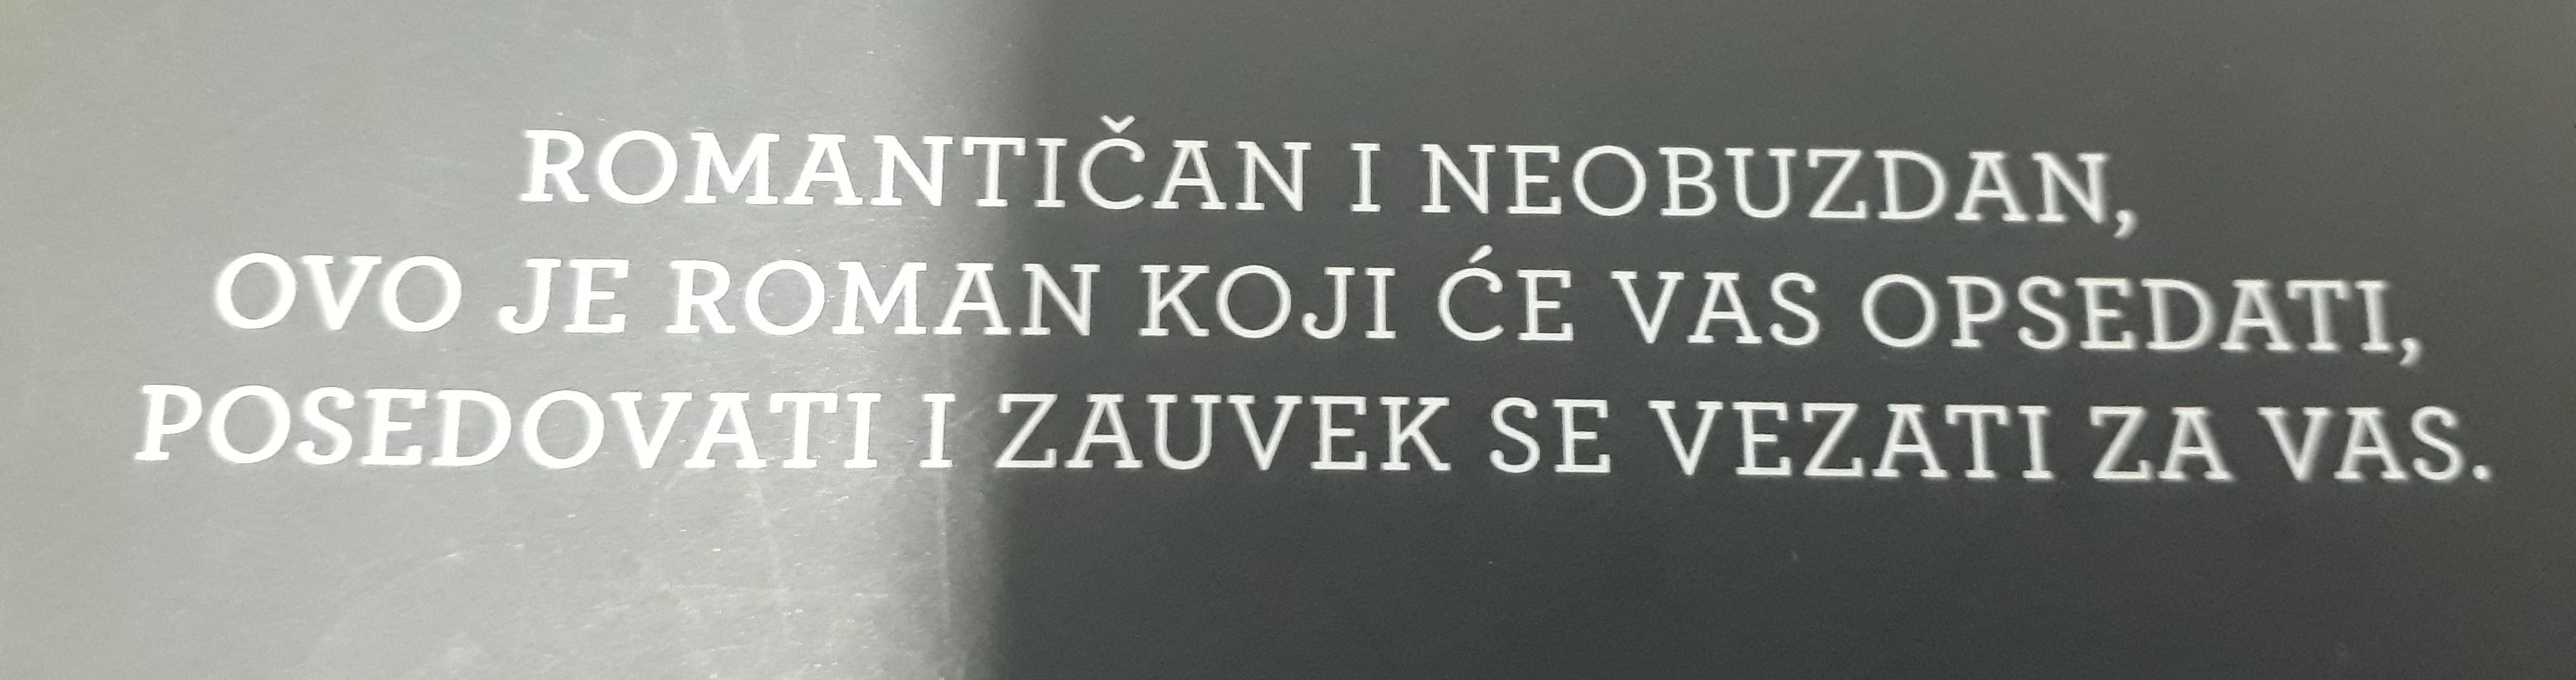 ROMANTIČAN I NEOBUZDAN,
OVO JE ROMAN KOJI ĆE VAS OPSEDATI,
POSEDOVATI I ZAUVEK SE VEZATI ZA VAS.